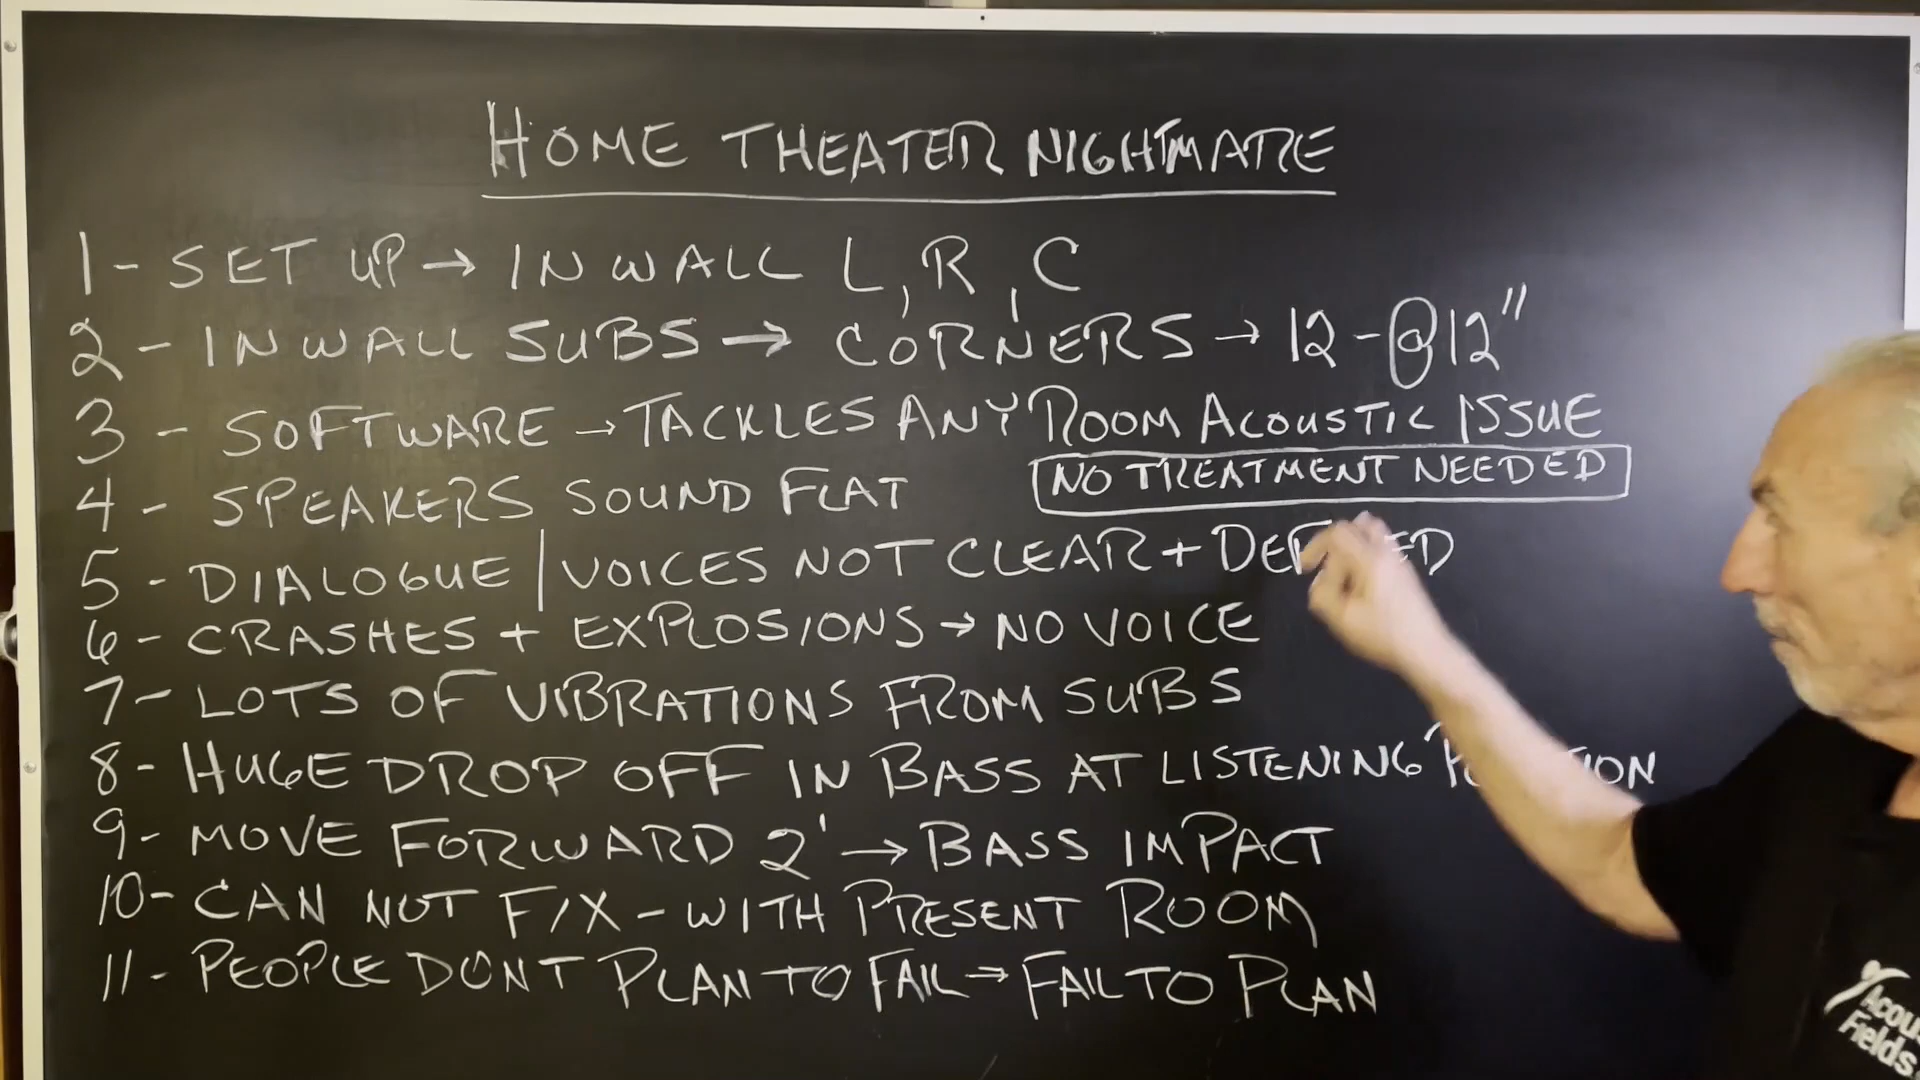 HOME THEATER NIGHTMARE
1- SET UP → IN WALL L, R, C
2 - IN WALL SUBS → CORNERS → 12 - @ 12"
3 - SOFTWARE → TACKLES ANY ROOM ACOUSTIC ISSUE
NO TREATMENT NEEDED
4 - SPEAKERS SOUND FLAT
5 - DIALOGUE / VOICES NOT CLEAR +
6 - CRASHES + EXPLOSIONS → NO VOICE
7- LOTS OF VIBRATIONS FROM SUBS
8- HUGE DROP OFF IN BASS AT LISTENING
9- MOVE FORWARD 2' → BASS IMPACT
10- CAN NOT FIX - WITH PRESENT ROOM
11- PEOPLE DONT PLAN TO FAIL → FAIL TO PLAN
Fields